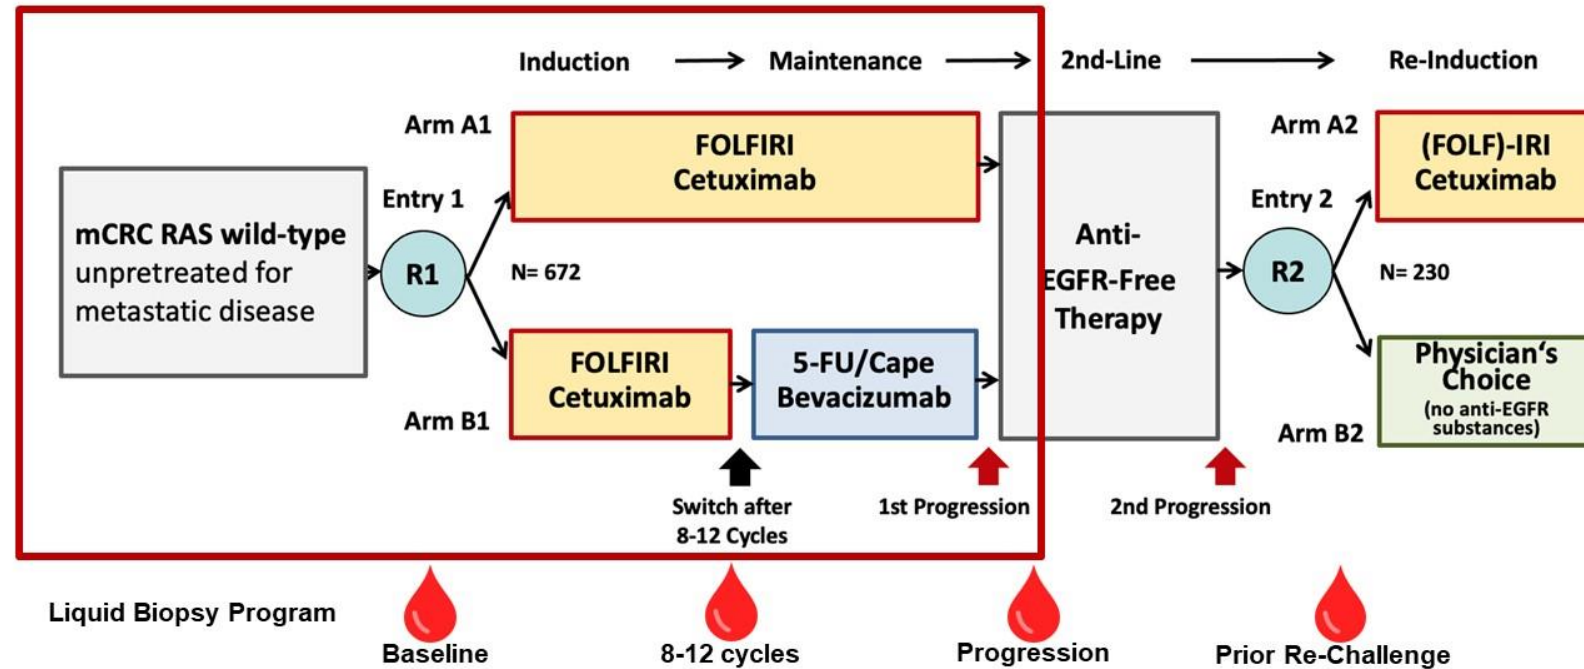 Induction
Maintenance
2nd-Line
Re-Induction
Arm A1
FOLFIRI
Cetuximab
Arm A2
(FOLF)-IRI
Cetuximab
mCRC RAS wild-type
unpretreated for
metastatic disease
Entry 1
R1
N= 672
Anti-
EGFR-Free
Therapy
Entry 2
R2
N= 230
Arm B1
FOLFIRI
Cetuximab
5-FU/Cape
Bevacizumab
Arm B2
Physician‘s
Choice
(no anti-EGFR
substances)
Switch after
8-12 Cycles
1st Progression
2nd Progression
Liquid Biopsy Program
Baseline
8-12 cycles
Progression
Prior Re-Challenge